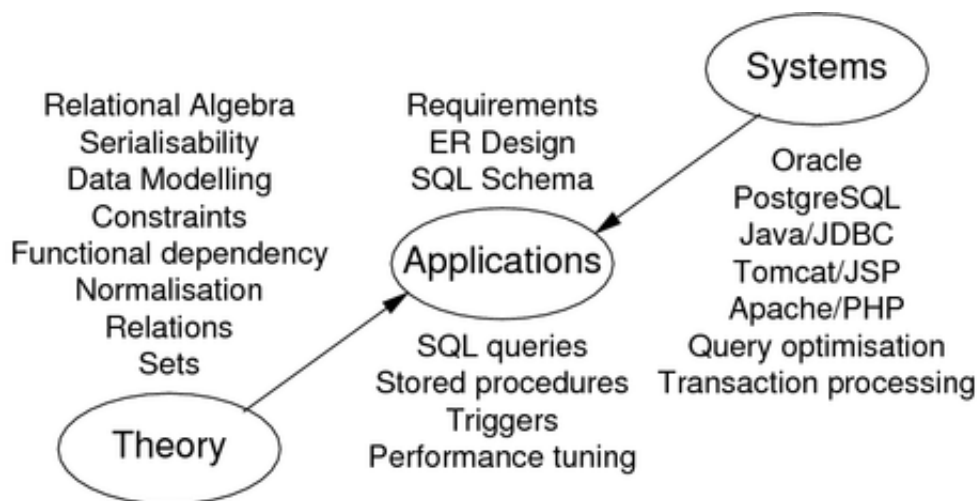 Relational Algebra
Serialisability
Data Modelling
Constraints
Functional dependency
Normalisation
Relations
Sets
Theory
Requirements
ER Design
SQL Schema
Applications
SQL queries
Stored procedures
Triggers
Performance tuning
Systems
Oracle
PostgreSQL
Java/JDBC
Tomcat/JSP
Apache/PHP
Query optimisation
Transaction processing